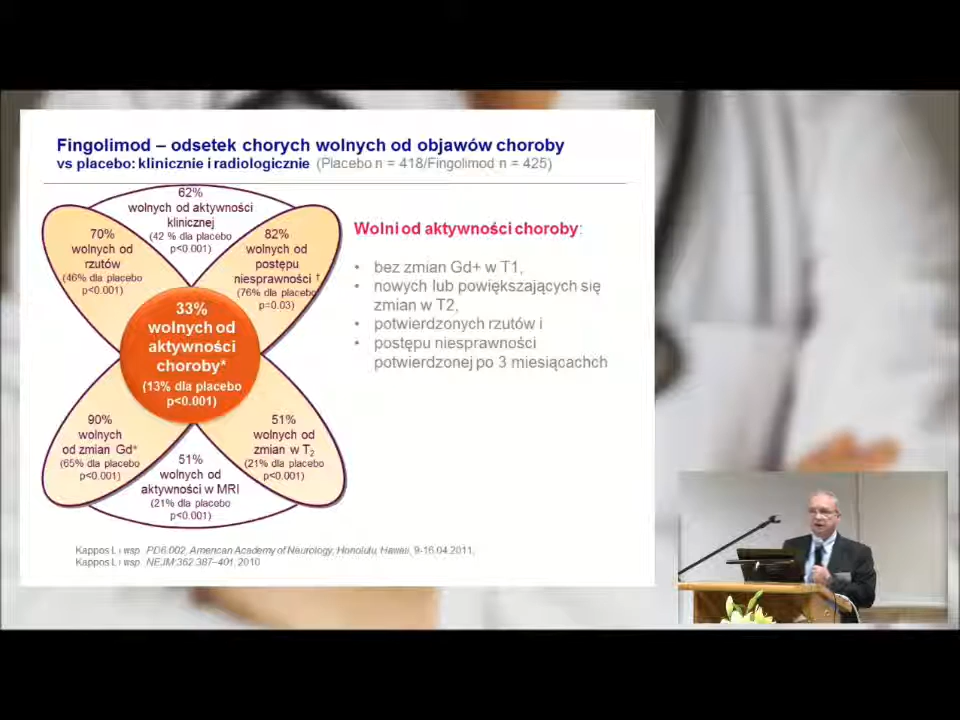 Fingolimod – odsetek chorych wolnych od objawów choroby
vs placebo: klinicznie i radiologicznie (Placebo n = 418/Fingolimod n = 425)
62%
wolnych od aktywności
klinicznej
(42 % dla placebo
p<0.001)
70%
wolnych od
rzutów
(46% dla placebo
p<0.001)
82%
wolnych od
postępu
niesprawności †
(76% dla placebo
p=0.03)
33%
wolnych od
aktywności
choroby*
(13% dla placebo
p<0.001)
90%
wolnych
od zmian Gd+
(65% dla placebo
p<0.001)
51%
wolnych od
zmian w T2
(21% dla placebo
p<0.001)
51%
wolnych od
aktywności w MRI
(21% dla placebo
p<0.001)
Wolni od aktywności choroby:
• bez zmian Gd+ w T1,
• nowych lub powiększających się
zmian w T2,
• potwierdzonych rzutów i
• postępu niesprawności
potwierdzonej po 3 miesiącachch
Kappos L i wsp. PD6.002, American Academy of Neurology, Honolulu, Hawaii, 9-16.04.2011,
Kappos L i wsp. NEJM:362:387–401, 2010